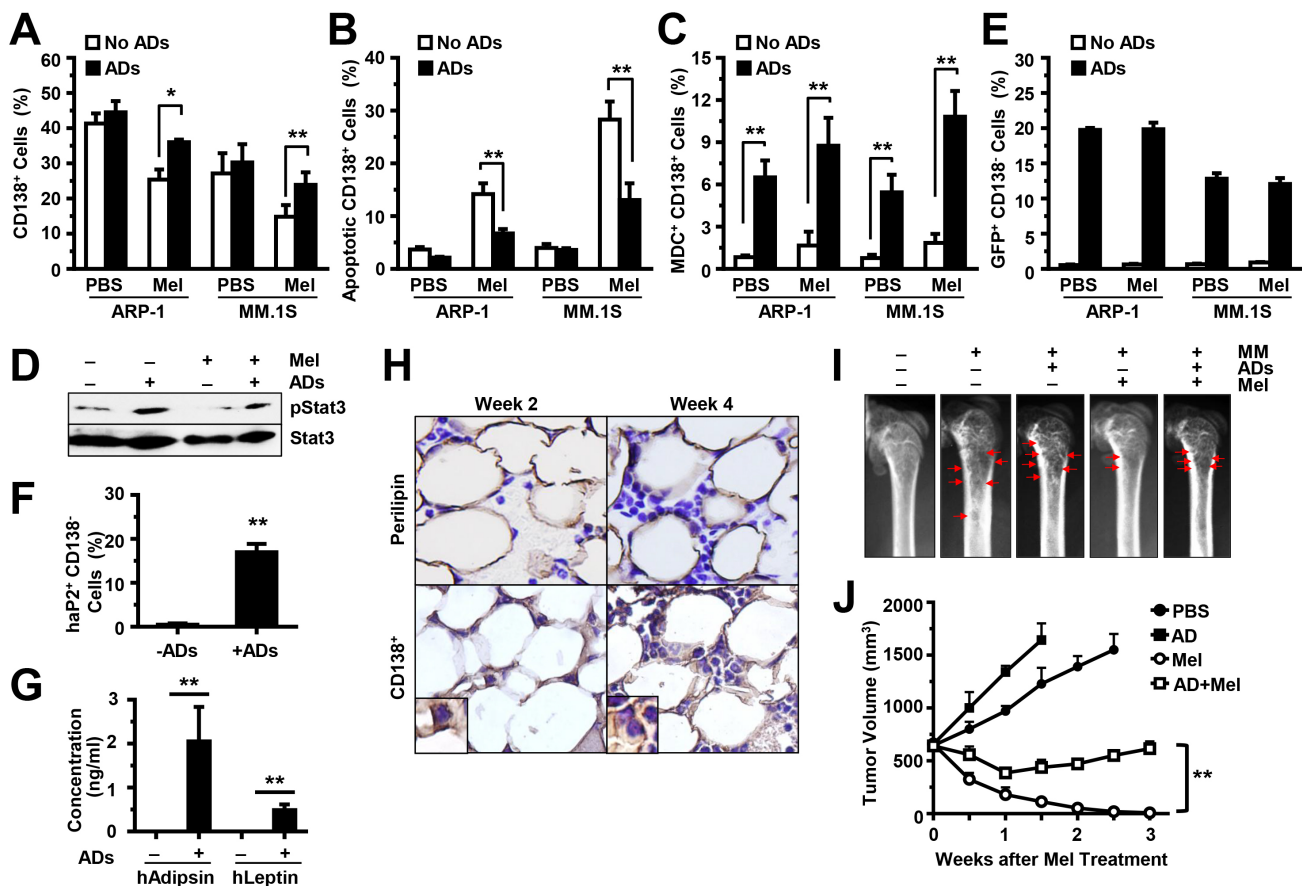 A
No ADs
ADs
CD138⁺ Cells (%)
60
50
40
30
20
10
0
*
**
PBS
Mel
PBS
Mel
ARP-1
MM.1S
B
No ADs
ADs
Apoptotic CD138⁺ Cells (%)
40
30
20
10
0
**
**
PBS
Mel
PBS
Mel
ARP-1
MM.1S
C
No ADs
ADs
MDC⁺ CD138⁺ Cells (%)
15
12
9
6
3
0
**
**
**
**
PBS
Mel
PBS
Mel
ARP-1
MM.1S
E
No ADs
ADs
GFP⁺ CD138⁻ Cells (%)
30
25
20
15
10
5
0
PBS
Mel
PBS
Mel
ARP-1
MM.1S
D
– – + + Mel
– + – + ADs
pStat3
Stat3
F
haP2⁺ CD138⁻
Cells (%)
30
20
10
0
**
-ADs
+ADs
G
Concentration
(ng/ml)
3
2
1
0
**
**
ADs – + – +
hAdipsin
hLeptin
H
Week 2
Week 4
Perilipin
CD138⁺
I
– + + + + MM
– – + – + ADs
– – – + + Mel
J
Tumor Volume (mm³)
2000
1500
1000
500
0
PBS
AD
Mel
AD+Mel
**
0 1 2 3
Weeks after Mel Treatment